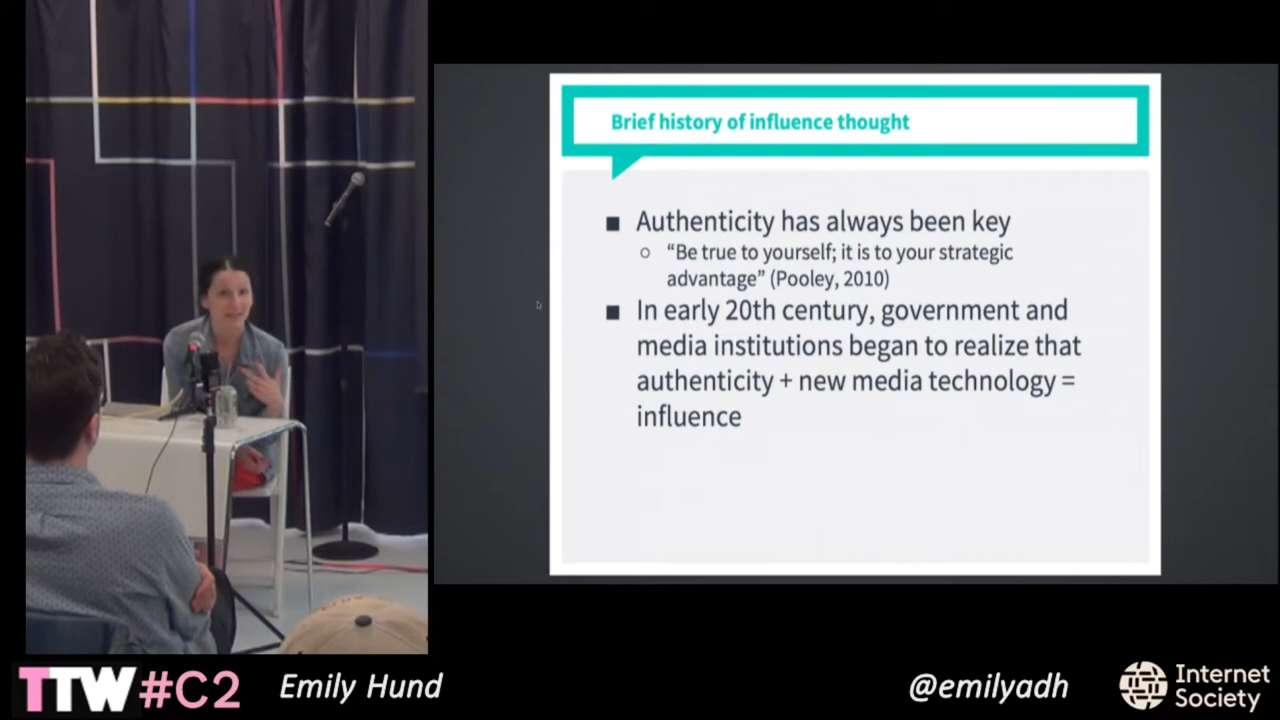 Brief history of influence thought
■ Authenticity has always been key
○ “Be true to yourself; it is to your strategic
advantage” (Pooley, 2010)
■ In early 20th century, government and
media institutions began to realize that
authenticity + new media technology =
influence
TTW #C2
Emily Hund
@emilyadh
Internet
Society